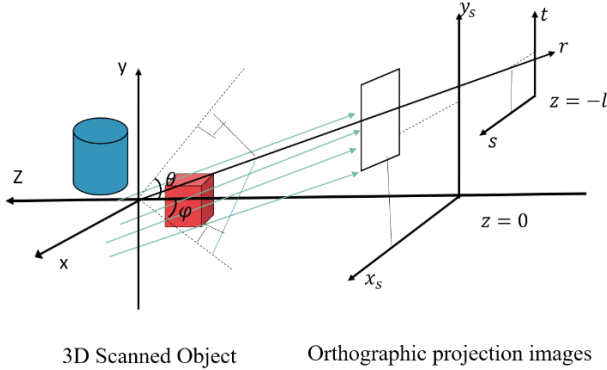 y_s
t
r
y
z = −l
s
θ
Z
φ
z = 0
x
x_s
3D Scanned Object
Orthographic projection images